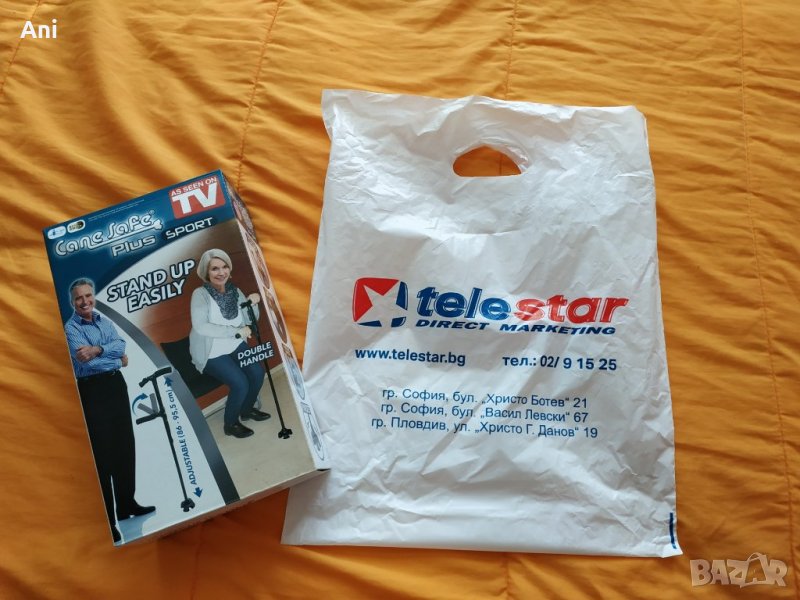 Ani
AS SEEN ON
TV
Cane Safe
Plus SPORT
STAND UP
EASILY
DOUBLE
HANDLE
ADJUSTABLE (86 - 95,5 cm)
telestar
DIRECT MARKETING
www.telestar.bg тел.: 02/ 9 15 25
гр. София, бул. „Христо Ботев" 21
гр. София, бул. „Васил Левски" 67
гр. Пловдив, ул. „Христо Г. Данов" 19
BAZAR